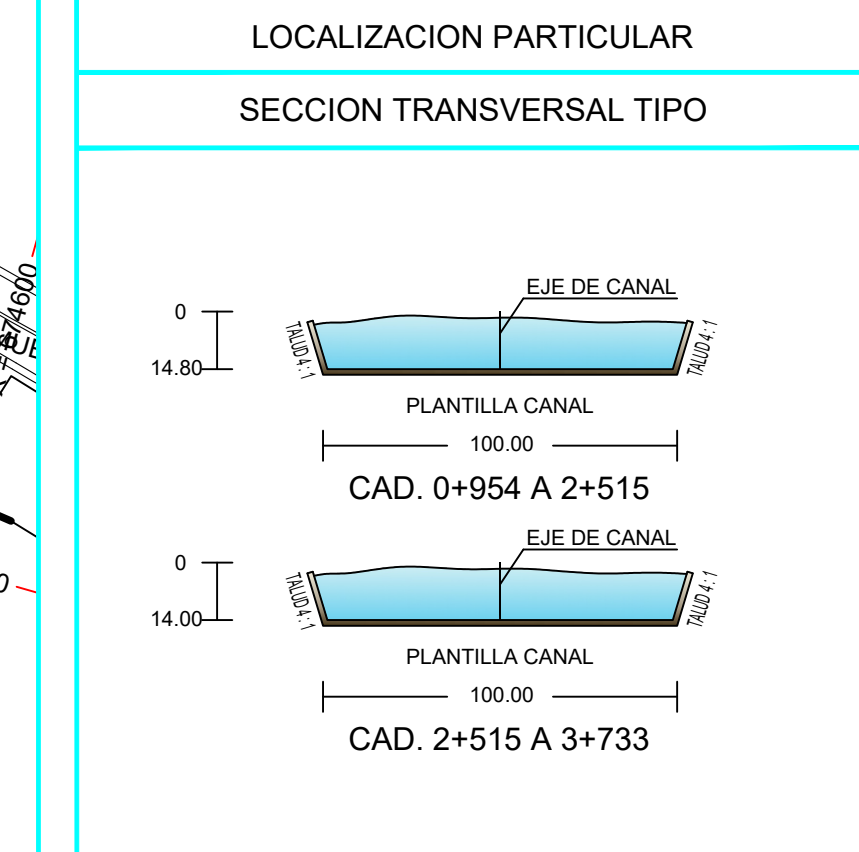 LOCALIZACION PARTICULAR
SECCION TRANSVERSAL TIPO
EJE DE CANAL
0
14.80
TALUD 4 : 1
TALUD 4 : 1
PLANTILLA CANAL
100.00
CAD. 0+954 A 2+515
EJE DE CANAL
0
14.00
TALUD 4 : 1
TALUD 4 : 1
PLANTILLA CANAL
100.00
CAD. 2+515 A 3+733